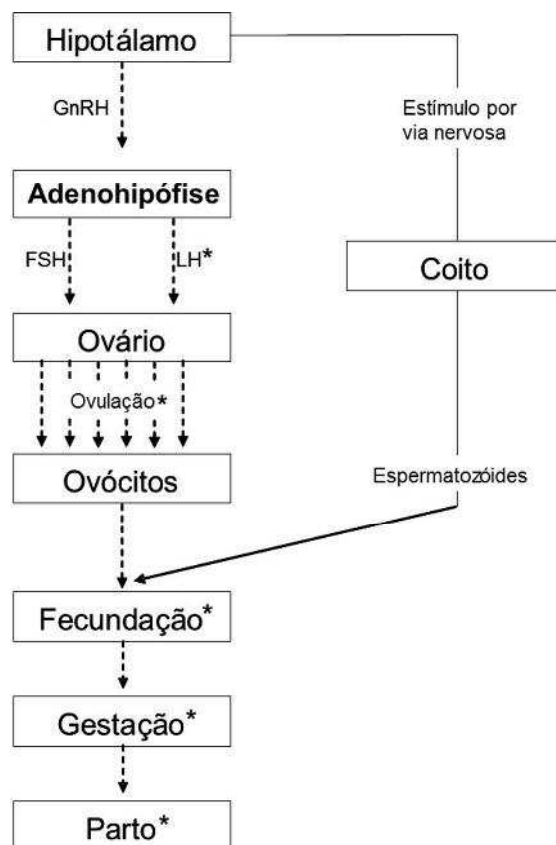 Hipotálamo
GnRH
Estímulo por
via nervosa
Adenohipófise
FSH
LH*
Coito
Ovário
Ovulação*
Ovócitos
Espermatozóides
Fecundação*
Gestação*
Parto*